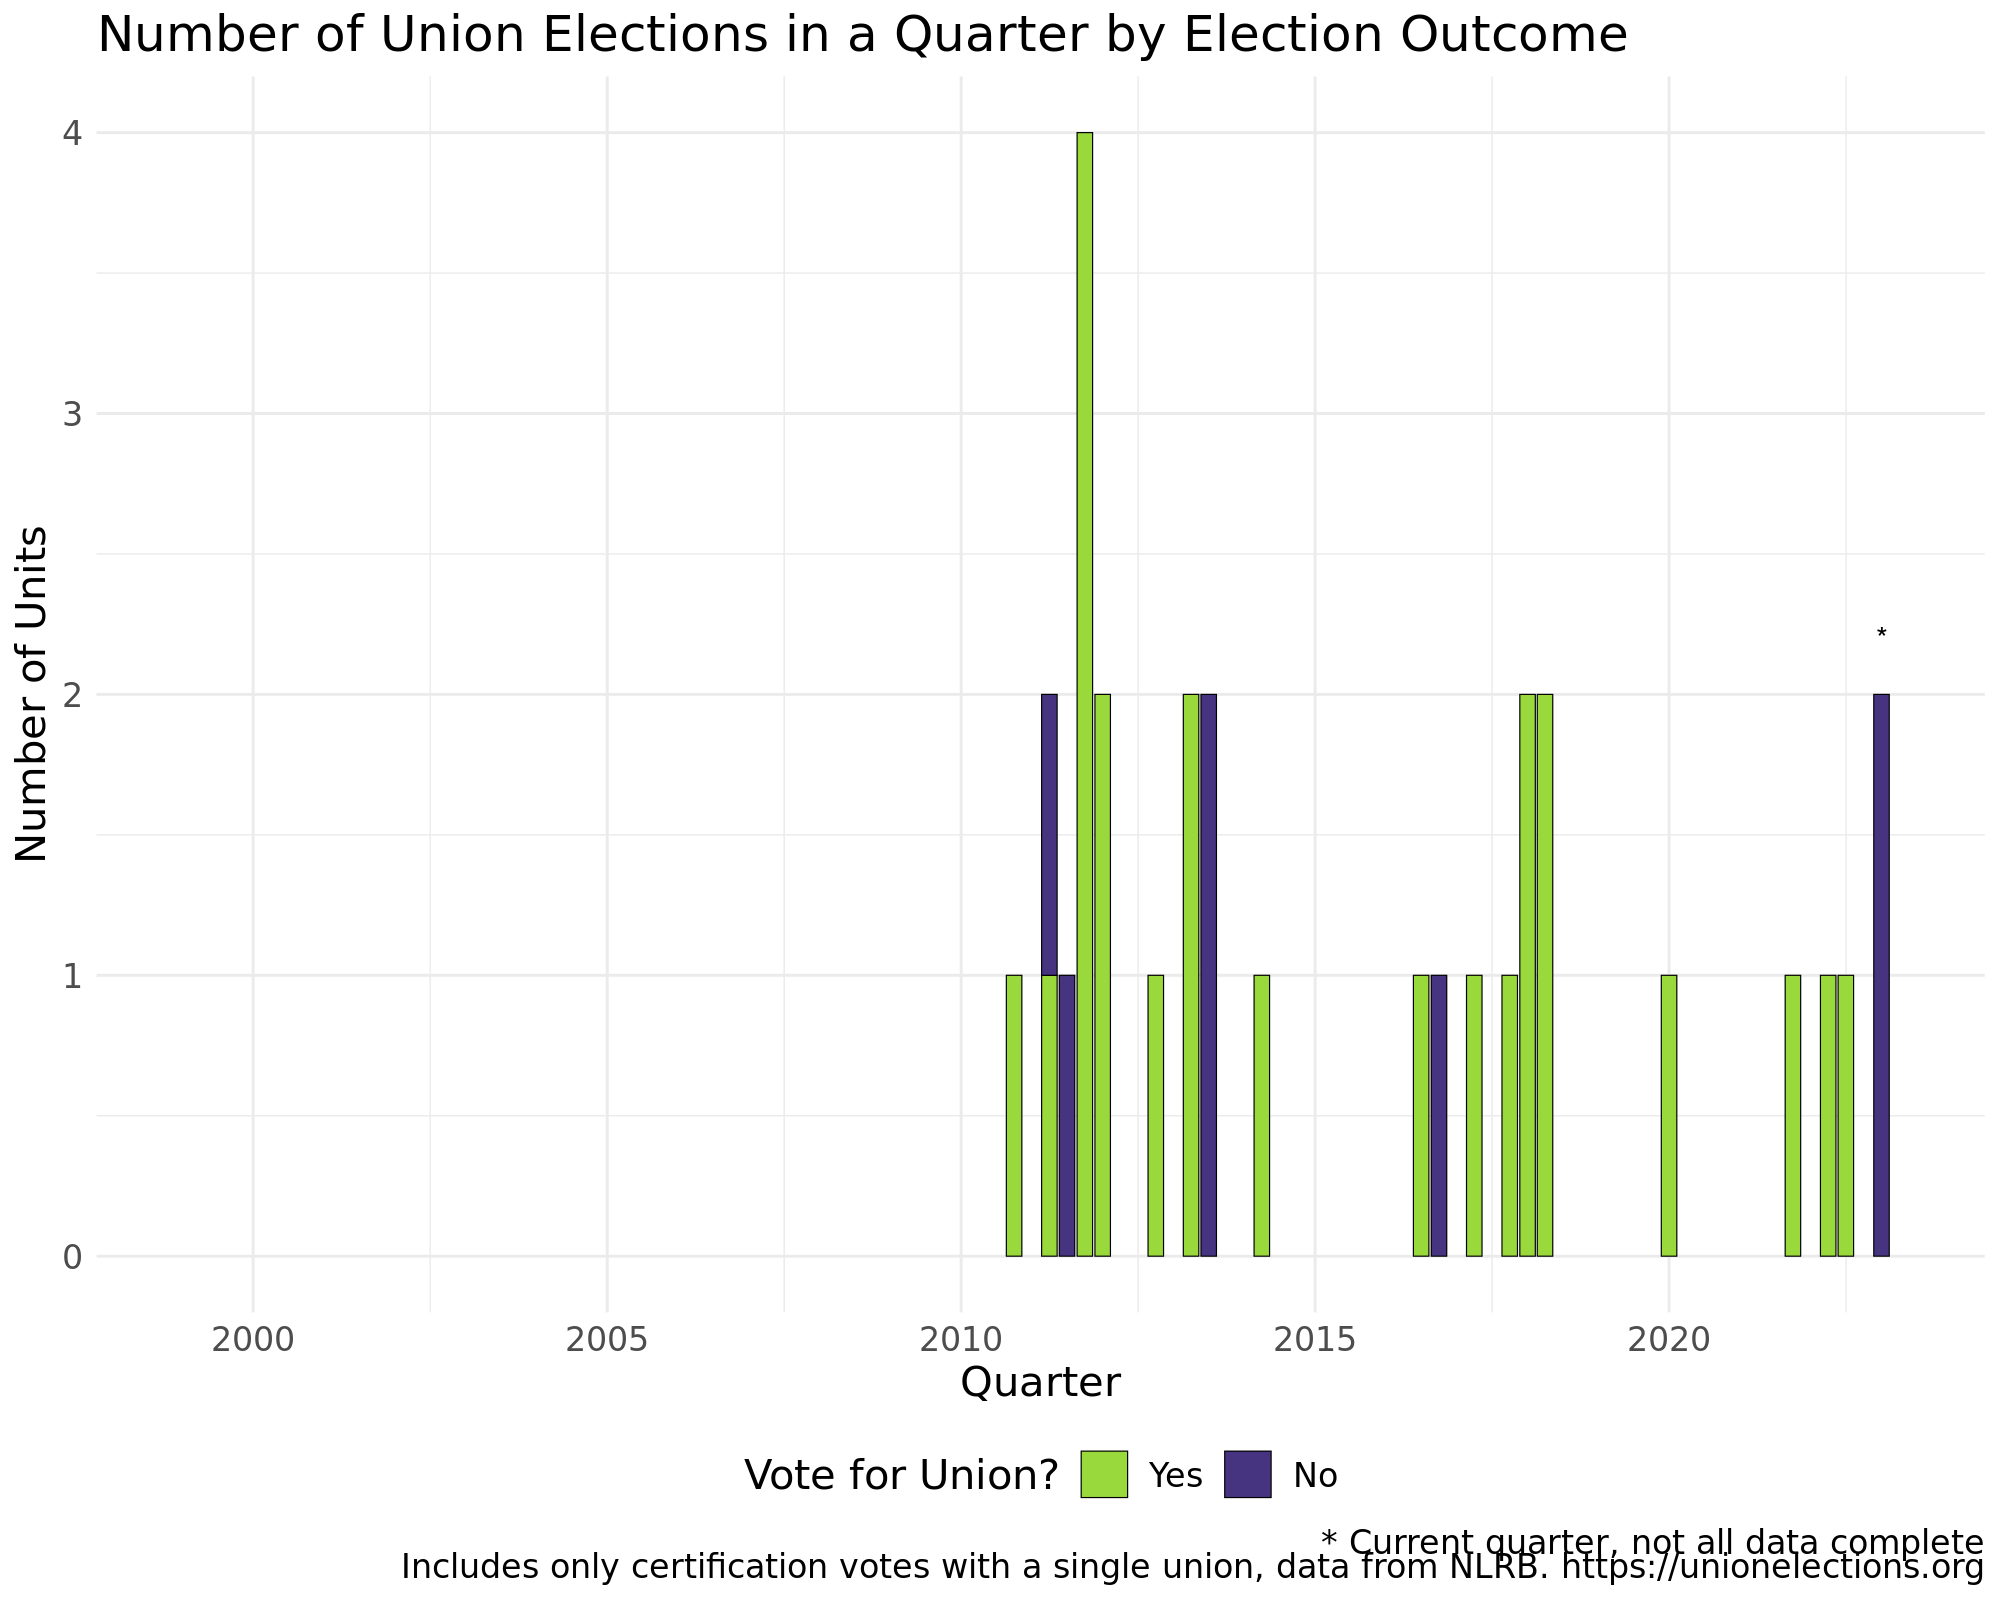 Number of Union Elections in a Quarter by Election Outcome
4
3
2
1
0
Number of Units
*
2000 2005 2010 2015 2020
Quarter
Vote for Union? Yes No
* Current quarter, not all data complete
Includes only certification votes with a single union, data from NLRB. https://unionelections.org